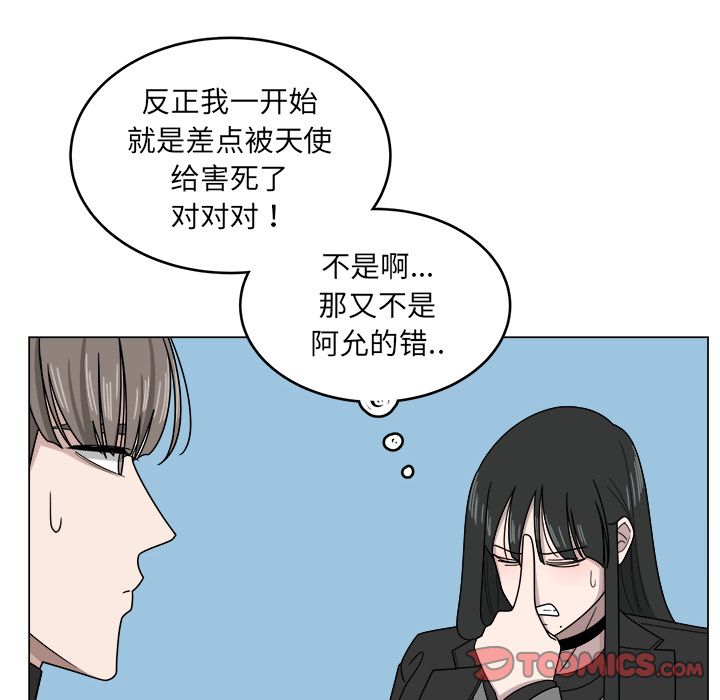 反正我一开始
就是差点被天使
给害死了
对对对！
不是啊...
那又不是
阿允的错..
TOOMICS.COM